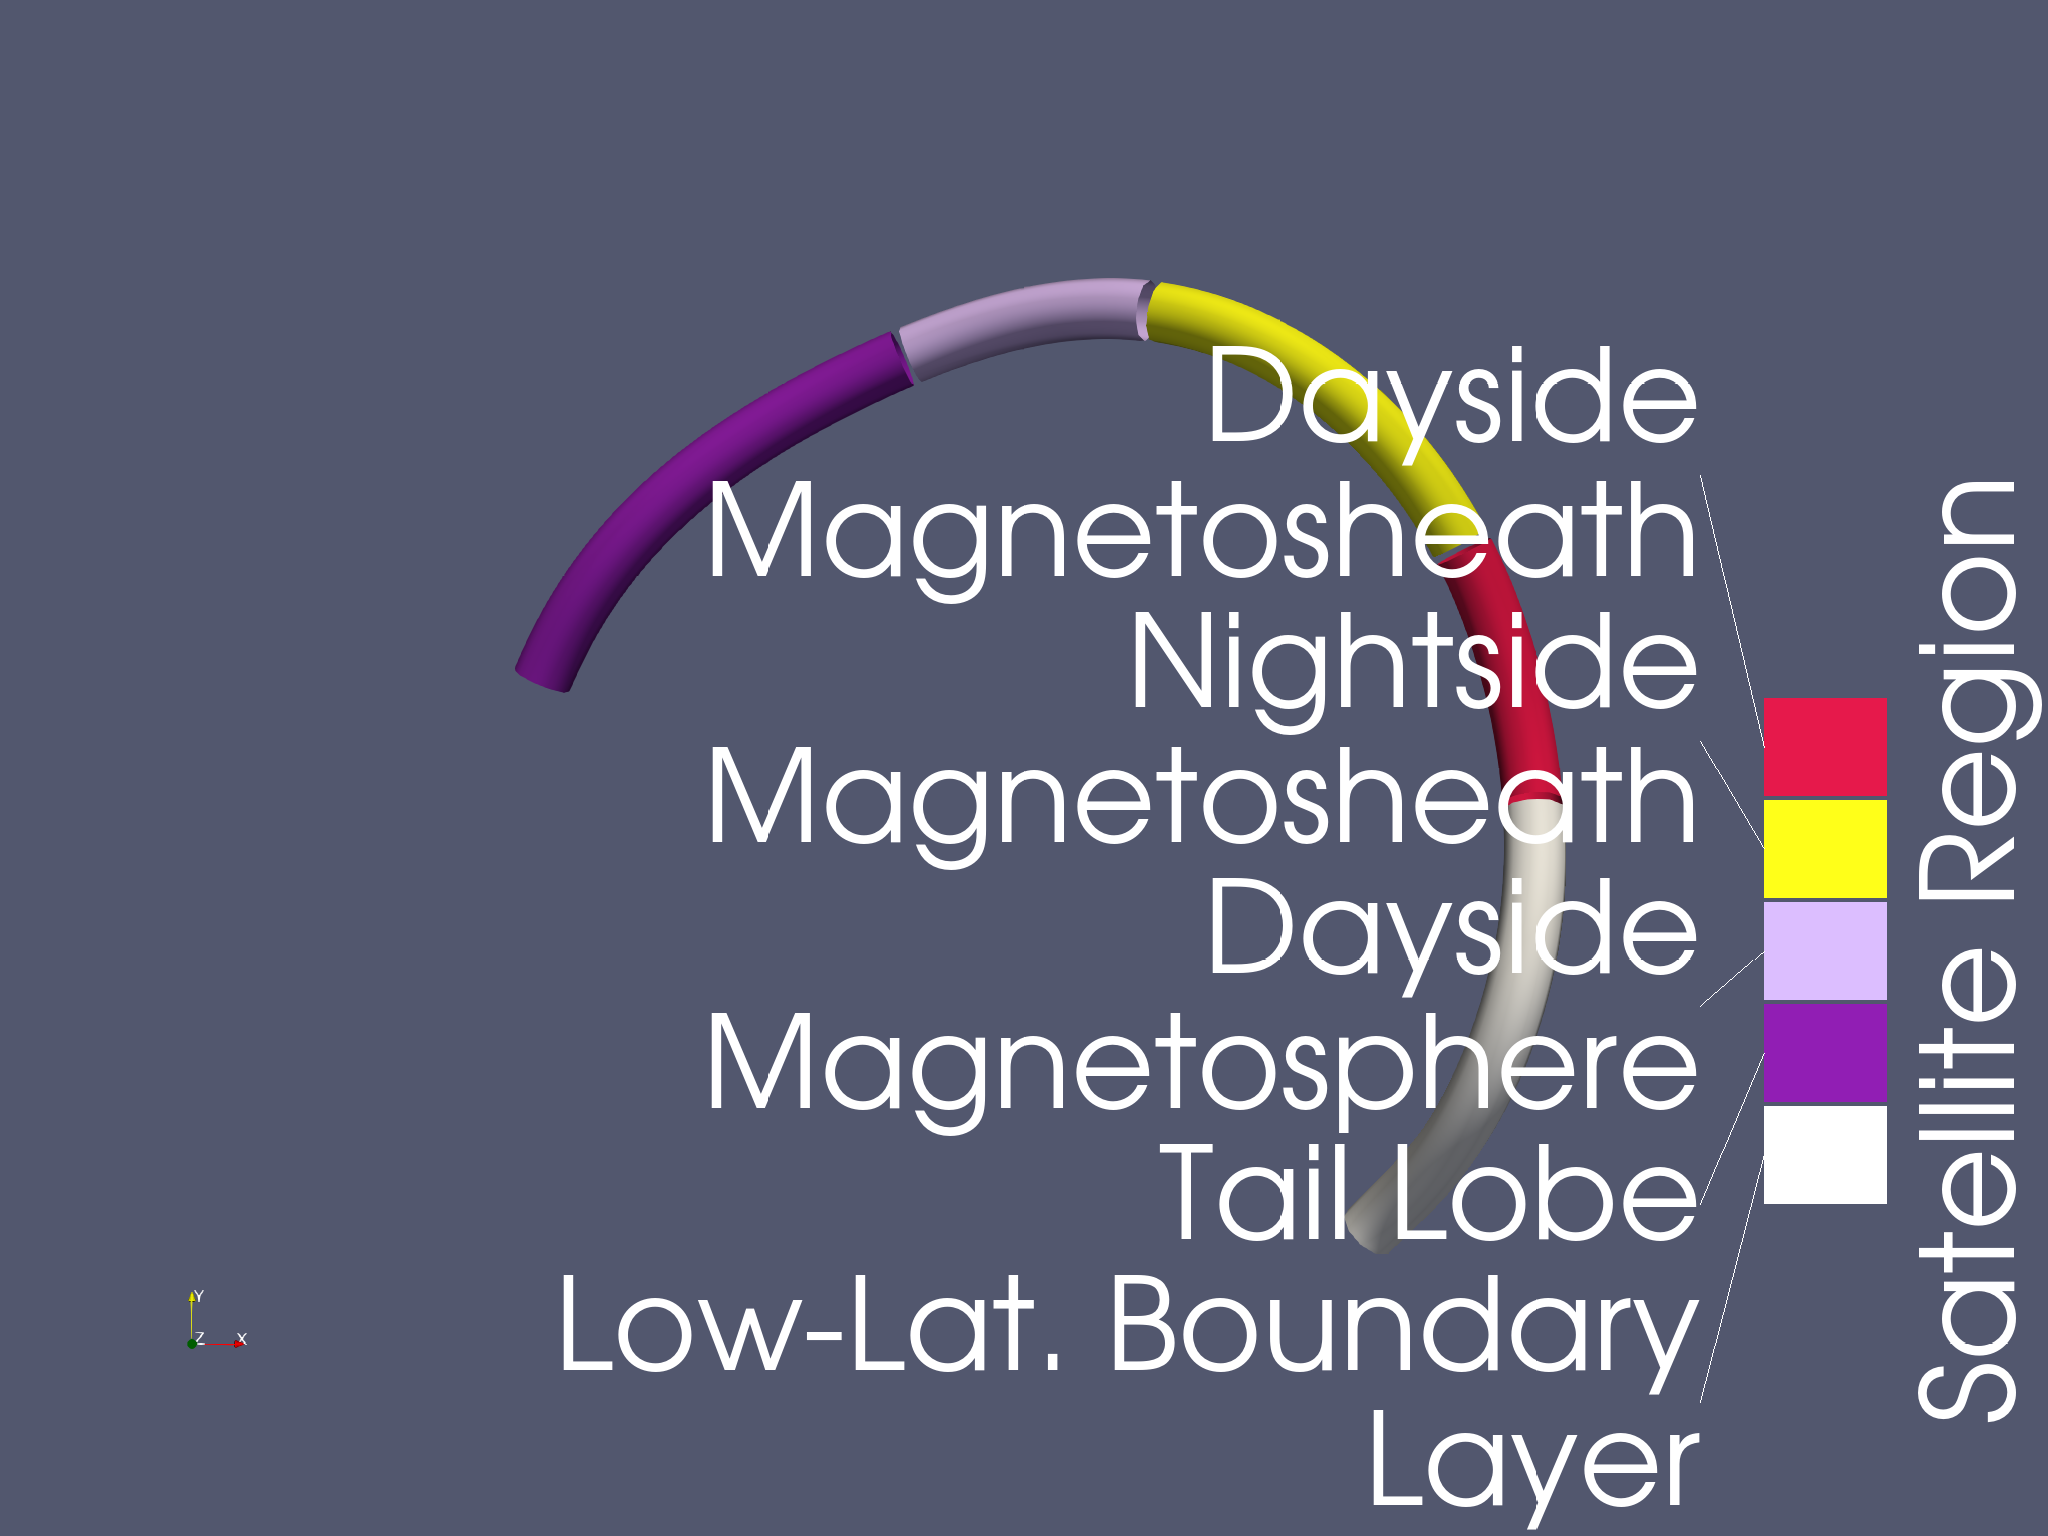 Dayside
Magnetosheath
Nightside
Magnetosheath
Dayside
Magnetosphere
Tail Lobe
Low-Lat. Boundary
Layer
Satellite Region
Y
Z
X